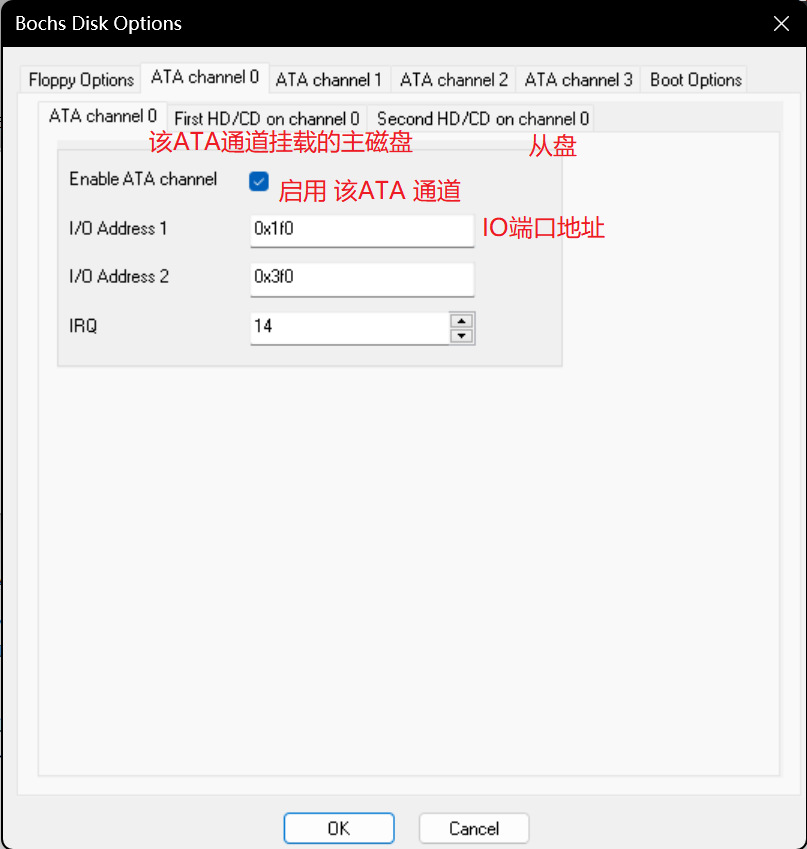 Bochs Disk Options
Floppy Options ATA channel 0 ATA channel 1 ATA channel 2 ATA channel 3 Boot Options
ATA channel 0 First HD/CD on channel 0 Second HD/CD on channel 0
该ATA通道挂载的主磁盘 从盘
Enable ATA channel 启用 该ATA 通道
I/O Address 1 0x1f0 IO端口地址
I/O Address 2 0x3f0
IRQ 14
OK Cancel